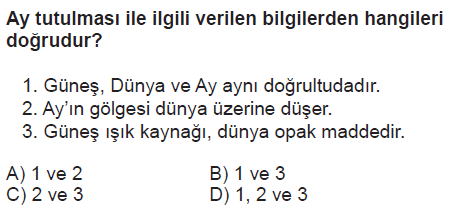 Ay tutulması ile ilgili verilen bilgilerden hangileri
doğrudur?
1. Güneş, Dünya ve Ay aynı doğrultudadır.
2. Ay'ın gölgesi dünya üzerine düşer.
3. Güneş ışık kaynağı, dünya opak maddedir.
A) 1 ve 2 B) 1 ve 3
C) 2 ve 3 D) 1, 2 ve 3